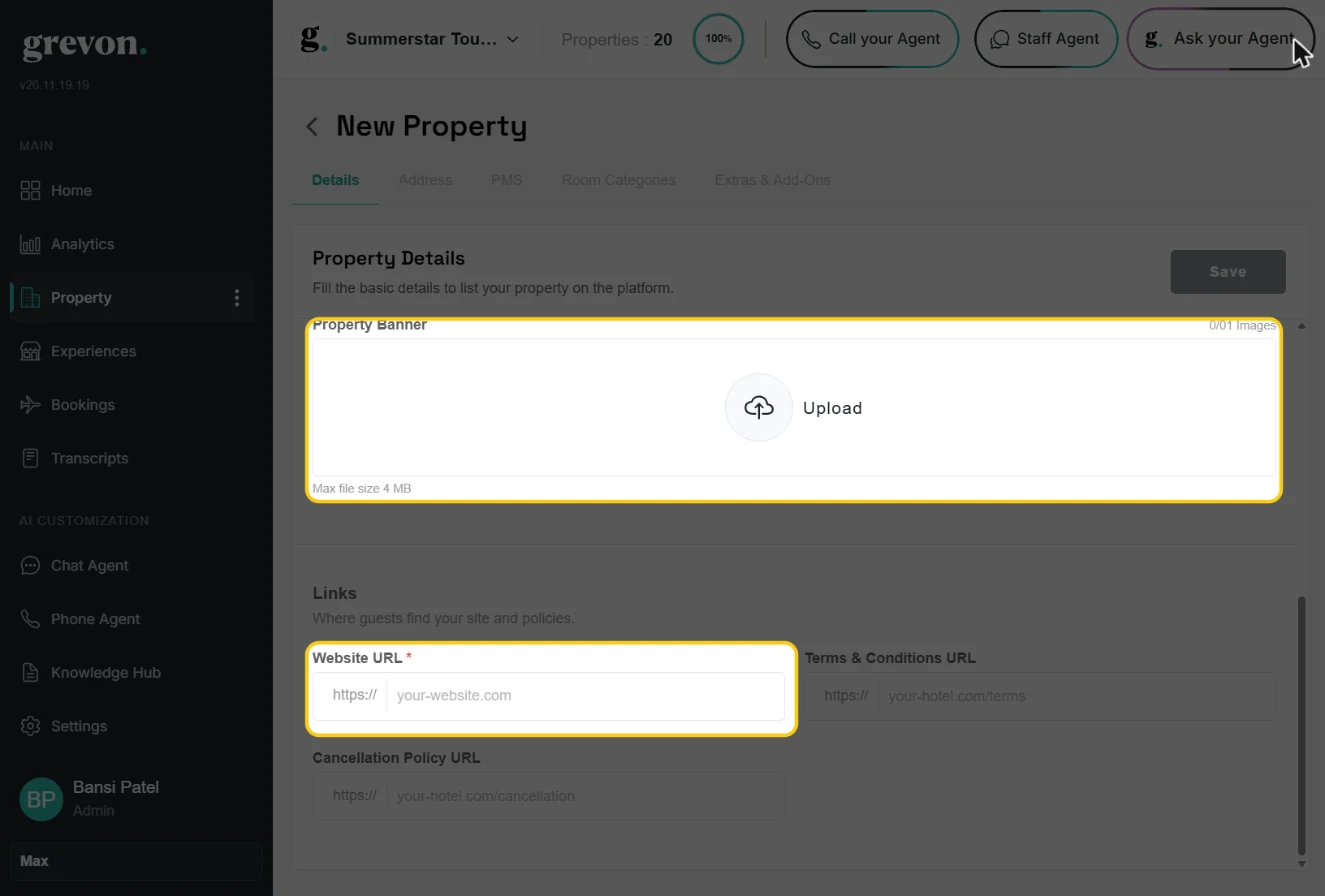 grevon.
v26.11.19.19
MAIN
Home
Analytics
Property
Experiences
Bookings
Transcripts
AI CUSTOMIZATION
Chat Agent
Phone Agent
Knowledge Hub
Settings
BP
Bansi Patel
Admin
Max
g.
Summerstar Tou...
Properties : 20
100%
Call your Agent
Staff Agent
g.
Ask your Agent
New Property
Details
Address
PMS
Room Categories
Extras & Add-Ons
Property Details
Fill the basic details to list your property on the platform.
Save
Property Banner
0/01 Images
Upload
Max file size 4 MB
Links
Where guests find your site and policies.
Website URL *
https://
your-website.com
Terms & Conditions URL
https://
your-hotel.com/terms
Cancellation Policy URL
https://
your-hotel.com/cancellation